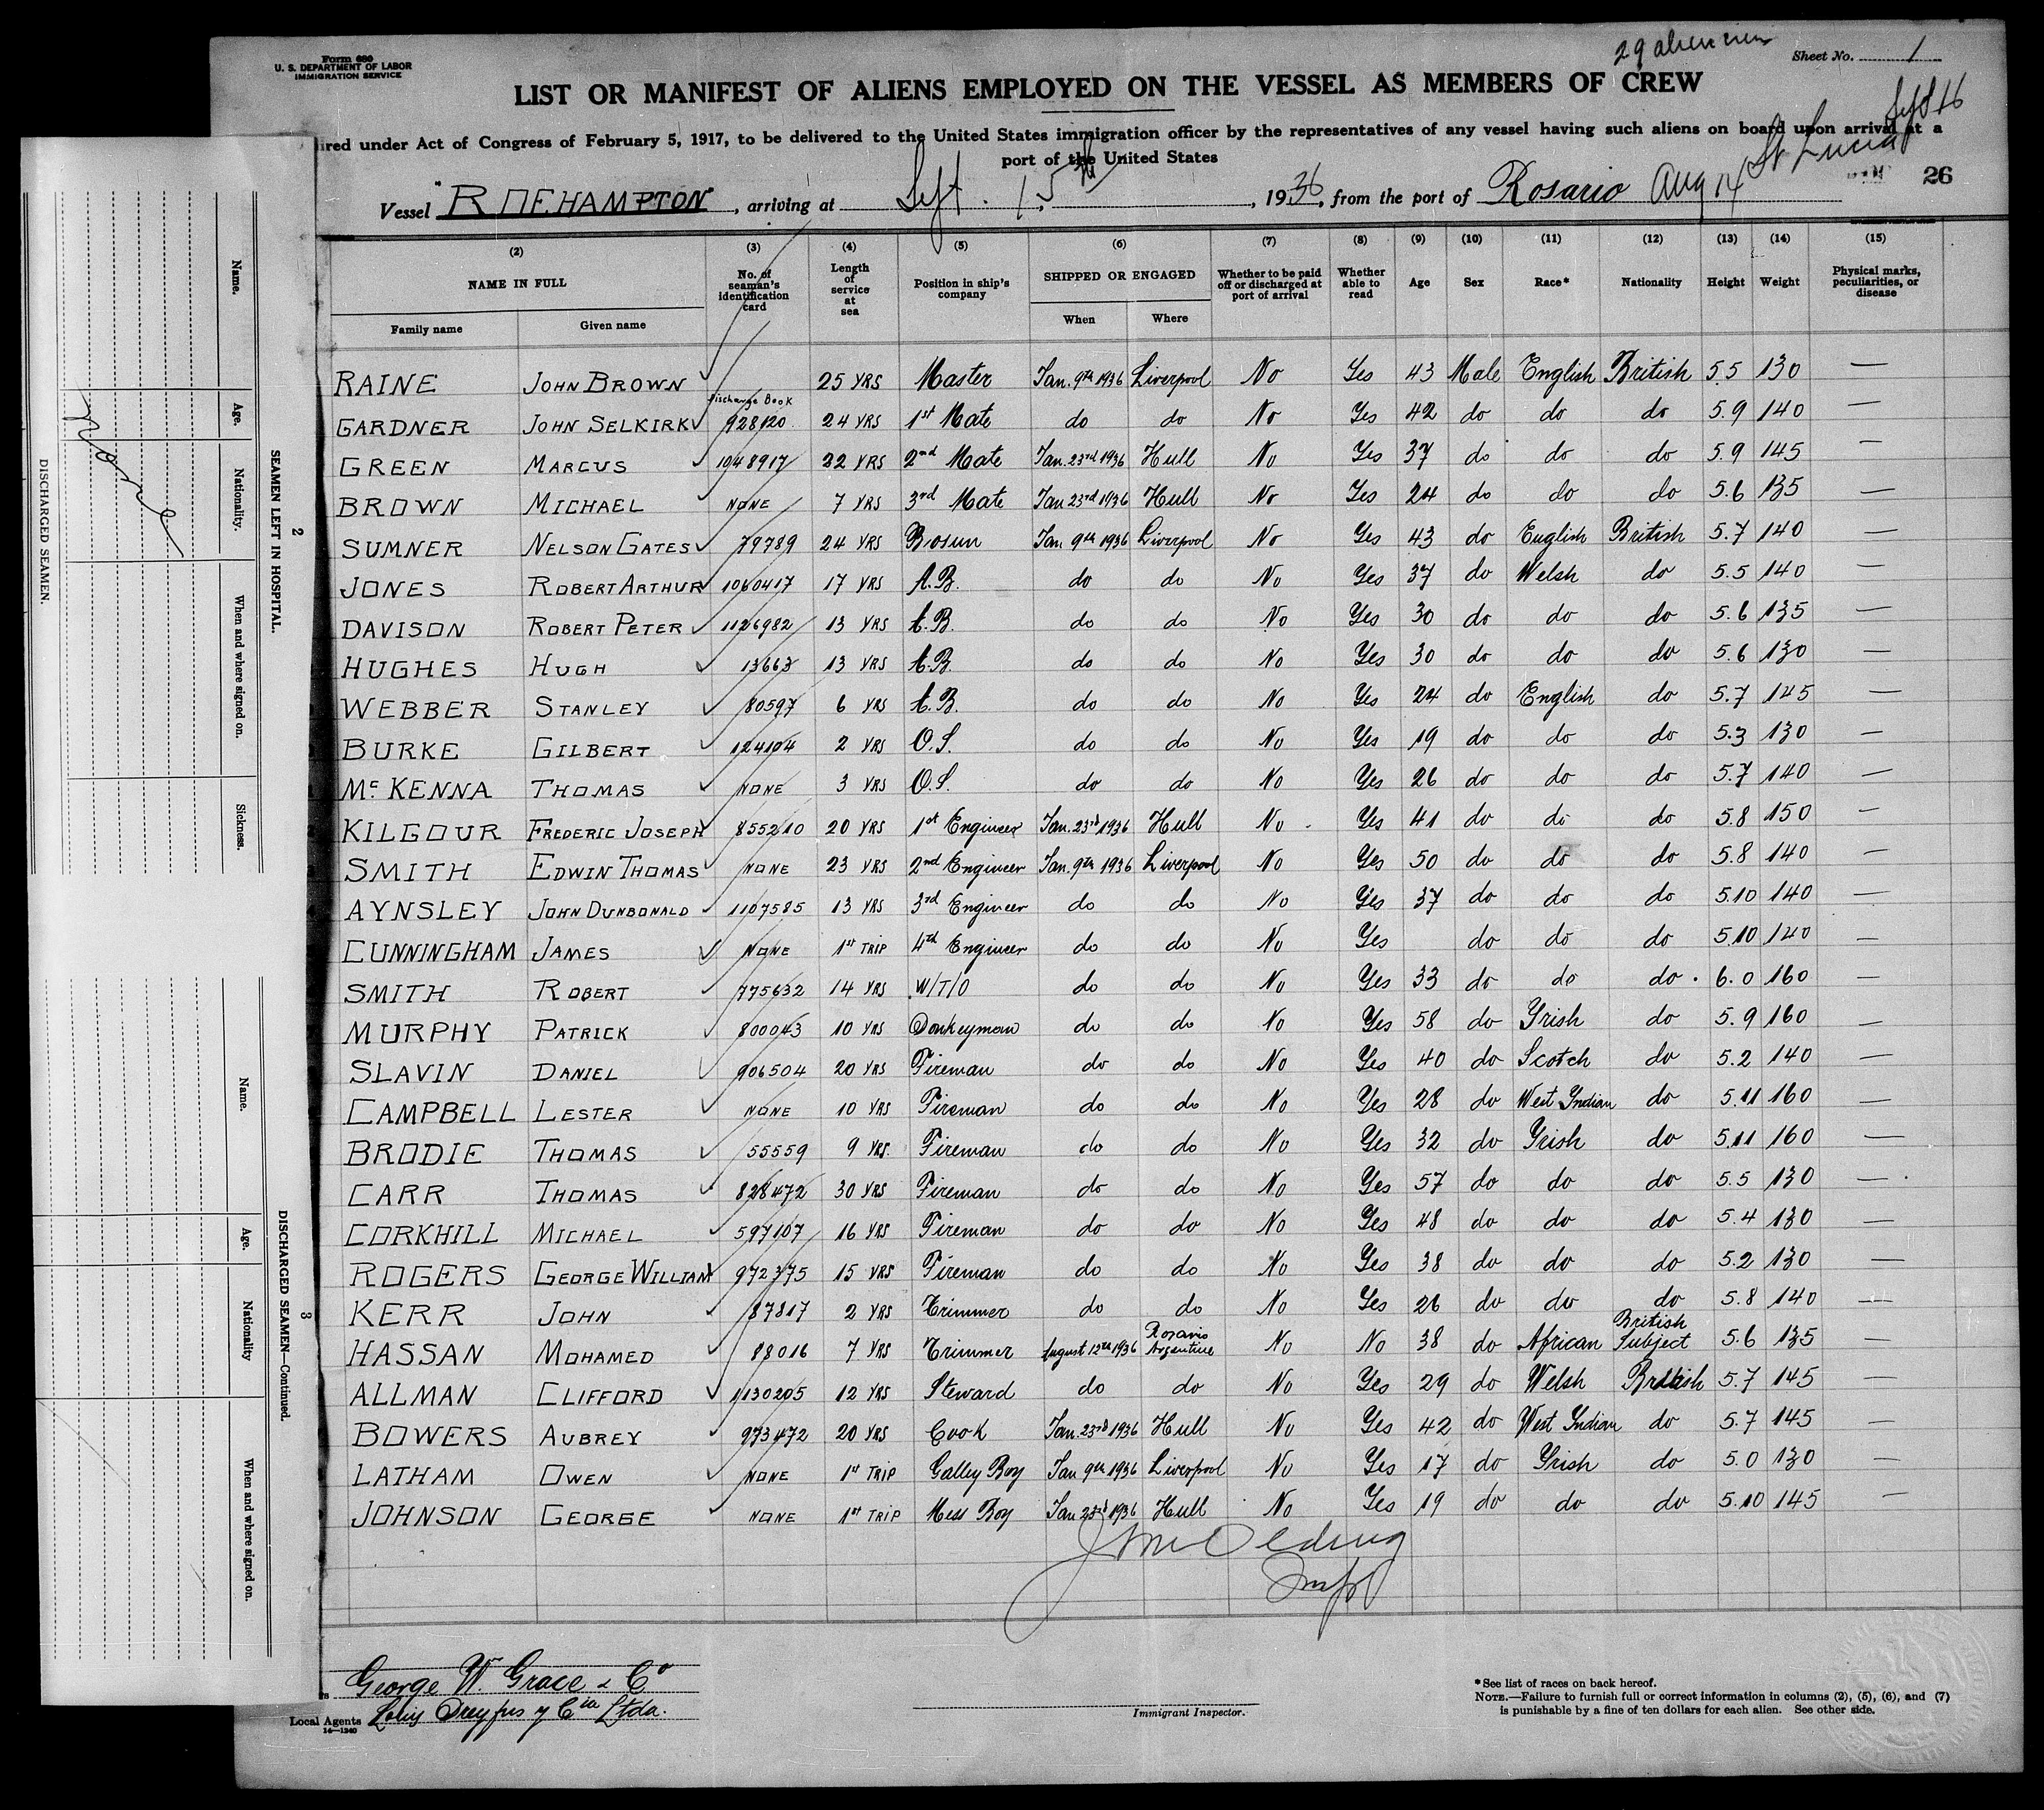 Form 680
U. S. DEPARTMENT OF LABOR
IMMIGRATION SERVICE
29 alien crew
Sheet No. 1
LIST OR MANIFEST OF ALIENS EMPLOYED ON THE VESSEL AS MEMBERS OF CREW
ired under Act of Congress of February 5, 1917, to be delivered to the United States immigration officer by the representatives of any vessel having such aliens on board upon arrival at a
port of the United States
St Lucia Sept 16
26
Vessel "ROEHAMPTON", arriving at Sept. 15th, 1936, from the port of Rosario Aug 14
(2) (3) (4) (5) (6) (7) (8) (9) (10) (11) (12) (13) (14) (15)
NAME IN FULL No. of seaman's identification card Length of service at sea Position in ship's company SHIPPED OR ENGAGED Whether to be paid off or discharged at port of arrival Whether able to read Age Sex Race* Nationality Height Weight Physical marks, peculiarities, or disease
Family name Given name When Where
RAINE JOHN BROWN 25 YRS Master Jan. 9th 1936 Liverpool No Yes 43 Male English British 5.5 130 —
Discharge Book
GARDNER JOHN SELKIRK 928120 24 YRS 1st Mate do do No Yes 42 do do do 5.9 140 —
GREEN MARCUS 1048917 22 YRS 2nd Mate Jan. 23rd 1936 Hull No Yes 37 do do do 5.9 145 —
BROWN MICHAEL NONE 7 YRS 3rd Mate Jan 23rd 1936 Hull No Yes 24 do do do 5.6 135 —
SUMNER NELSON GATES 79789 24 YRS Bosun Jan 9th 1936 Liverpool No Yes 43 do English British 5.7 140 —
JONES ROBERT ARTHUR 1060417 17 YRS A.B. do do No Yes 37 do Welsh do 5.5 140 —
DAVISON ROBERT PETER 1126982 13 YRS A.B. do do No Yes 30 do do do 5.6 135 —
HUGHES HUGH 13663 13 YRS A.B. do do No Yes 30 do do do 5.6 130 —
WEBBER STANLEY 80597 6 YRS A.B. do do No Yes 24 do English do 5.7 145 —
BURKE GILBERT 124104 2 YRS O.S. do do No Yes 19 do do do 5.3 130 —
McKENNA THOMAS NONE 3 YRS O.S. do do No Yes 26 do do do 5.7 140 —
KILGOUR FREDERIC JOSEPH 855210 20 YRS 1st Engineer Jan. 23rd 1936 Hull No Yes 41 do do do 5.8 150 —
SMITH EDWIN THOMAS NONE 23 YRS 2nd Engineer Jan. 9th 1936 Liverpool No Yes 50 do do do 5.8 140 —
AYNSLEY JOHN DUNBONALD 1107585 13 YRS 3rd Engineer do do No Yes 37 do do do 5.10 140 —
CUNNINGHAM JAMES NONE 1st TRIP 4th Engineer do do No Yes do do do 5.10 140 —
SMITH ROBERT 775632 14 YRS W/T/O do do No Yes 33 do do do 6.0 160 —
MURPHY PATRICK 800043 10 YRS Donkeyman do do No Yes 58 do Irish do 5.9 160 —
SLAVIN DANIEL 906504 20 YRS Fireman do do No Yes 40 do Scotch do 5.2 140 —
CAMPBELL LESTER NONE 10 YRS Fireman do do No Yes 28 do West Indian do 5.11 160 —
BRODIE THOMAS 55559 9 YRS. Fireman do do No Yes 32 do Irish do 5.11 160 —
CARR THOMAS 828472 30 YRS Fireman do do No Yes 57 do do do 5.5 130 —
CORKHILL MICHAEL 597107 16 YRS Fireman do do No Yes 48 do do do 5.4 130 —
ROGERS GEORGE WILLIAM 972375 15 YRS Fireman do do No Yes 38 do do do 5.2 130 —
KERR JOHN 87817 2 YRS Trimmer do do No Yes 26 do do do 5.8 140 —
HASSAN MOHAMED 88016 7 YRS Trimmer August 12th 1936 Rosario Argentine No No 38 do African British Subject 5.6 135 —
ALLMAN CLIFFORD 1130205 12 YRS Steward do do No Yes 29 do Welsh British 5.7 145 —
BOWERS AUBREY 973472 20 YRS Cook Jan. 23rd 1936 Hull No Yes 42 do West Indian do 5.7 145 —
LATHAM OWEN NONE 1st TRIP Galley Boy Jan 9th 1936 Liverpool No Yes 17 do Irish do 5.0 130 —
JOHNSON GEORGE NONE 1st TRIP Mess Boy Jan 23rd 1936 Hull No Yes 19 do do do 5.10 145 —
George W. Grace & Co
Local Agents Louis Dreyfus y Cia Ltda.
14—1240
Immigrant Inspector.
*See list of races on back hereof.
NOTE.—Failure to furnish full or correct information in columns (2), (5), (6), and (7)
is punishable by a fine of ten dollars for each alien. See other side.
2
SEAMEN LEFT IN HOSPITAL.
Name. Age. Nationality. When and where signed on. Sickness.
None
DISCHARGED SEAMEN.
3
DISCHARGED SEAMEN—Continued.
Name. Age. Nationality When and where signed on.